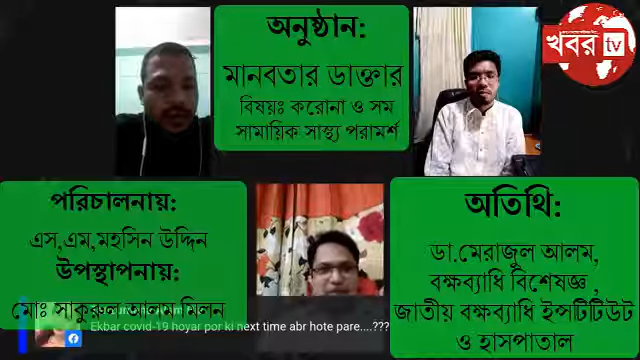 অনুষ্ঠান:
মানবতার ডাক্তার
বিষয়ঃ করোনা ও সম
সামায়িক সাস্থ্য পরামর্শ
খবর
tv
পরিচালনায়:
এস,এম,মহসিন উদ্দিন
উপস্থাপনায়:
মোঃ সাকুরুল আলম মিলন
অতিথি:
ডা.মেরাজুল আলম,
বক্ষব্যাধি বিশেষজ্ঞ ,
জাতীয় বক্ষব্যাধি ইন্সটিটিউট
ও হাসপাতাল
Ekbar covid-19 hoyar por ki next time abr hote pare....???